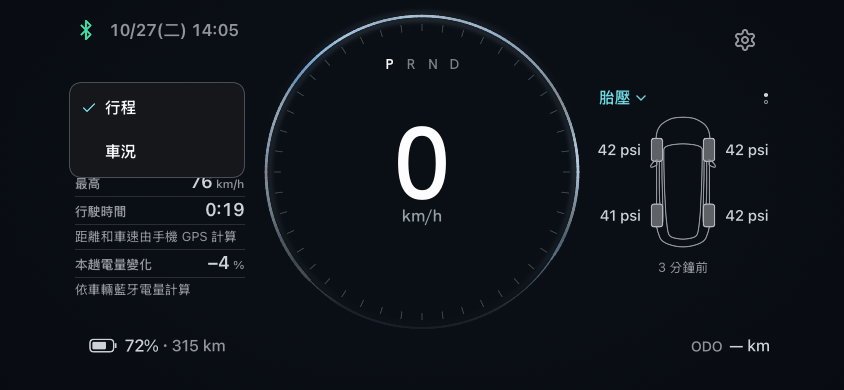 10/27(二) 14:05
P R N D
行程
車況
最高 76 km/h
行駛時間 0:19
距離和車速由手機 GPS 計算
本趟電量變化 −4 %
依車輛藍牙電量計算
0
km/h
胎壓
42 psi 42 psi
41 psi 42 psi
3 分鐘前
72% · 315 km
ODO — km